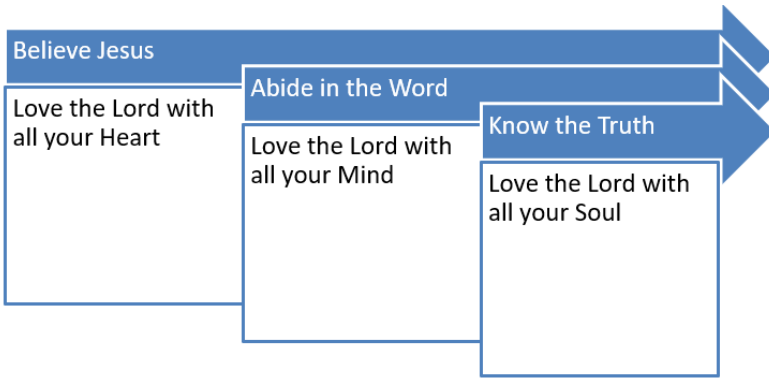 Believe Jesus
Love the Lord with
all your Heart
Abide in the Word
Love the Lord with
all your Mind
Know the Truth
Love the Lord with
all your Soul